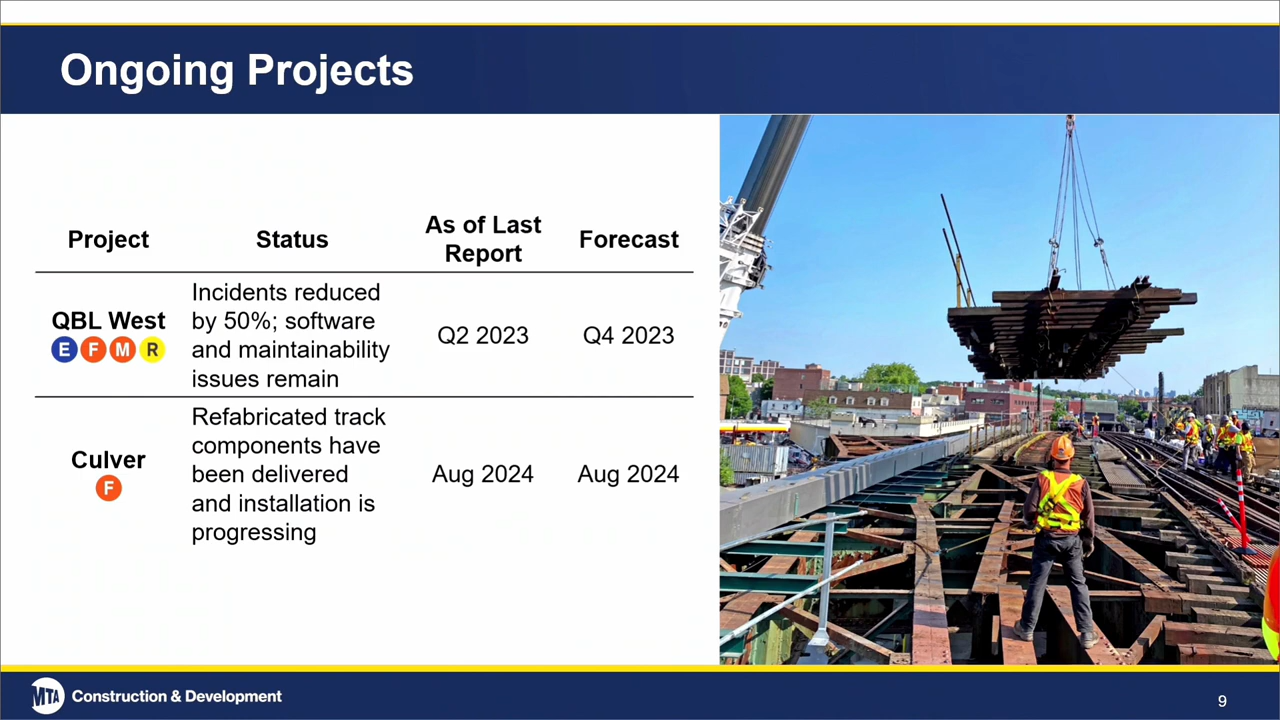 Ongoing Projects
Project
Status
As of Last
Report
Forecast
QBL West
E F M R
Incidents reduced
by 50%; software
and maintainability
issues remain
Q2 2023
Q4 2023
Culver
F
Refabricated track
components have
been delivered
and installation is
progressing
Aug 2024
Aug 2024
MTA Construction & Development
9